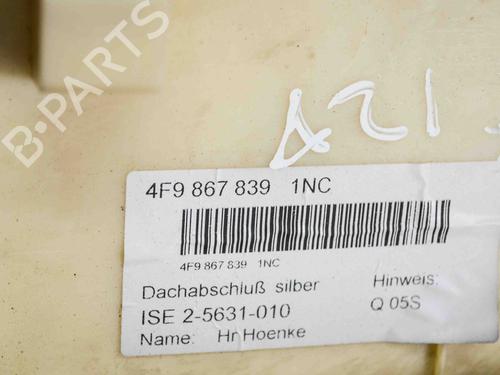 B-PARTS
A21
4F9 867 839 1NC
4F9 867 839 1NC
Dachabschluß silber Hinweis:
ISE 2-5631-010 Q 05S
Name: Hr Hoenke